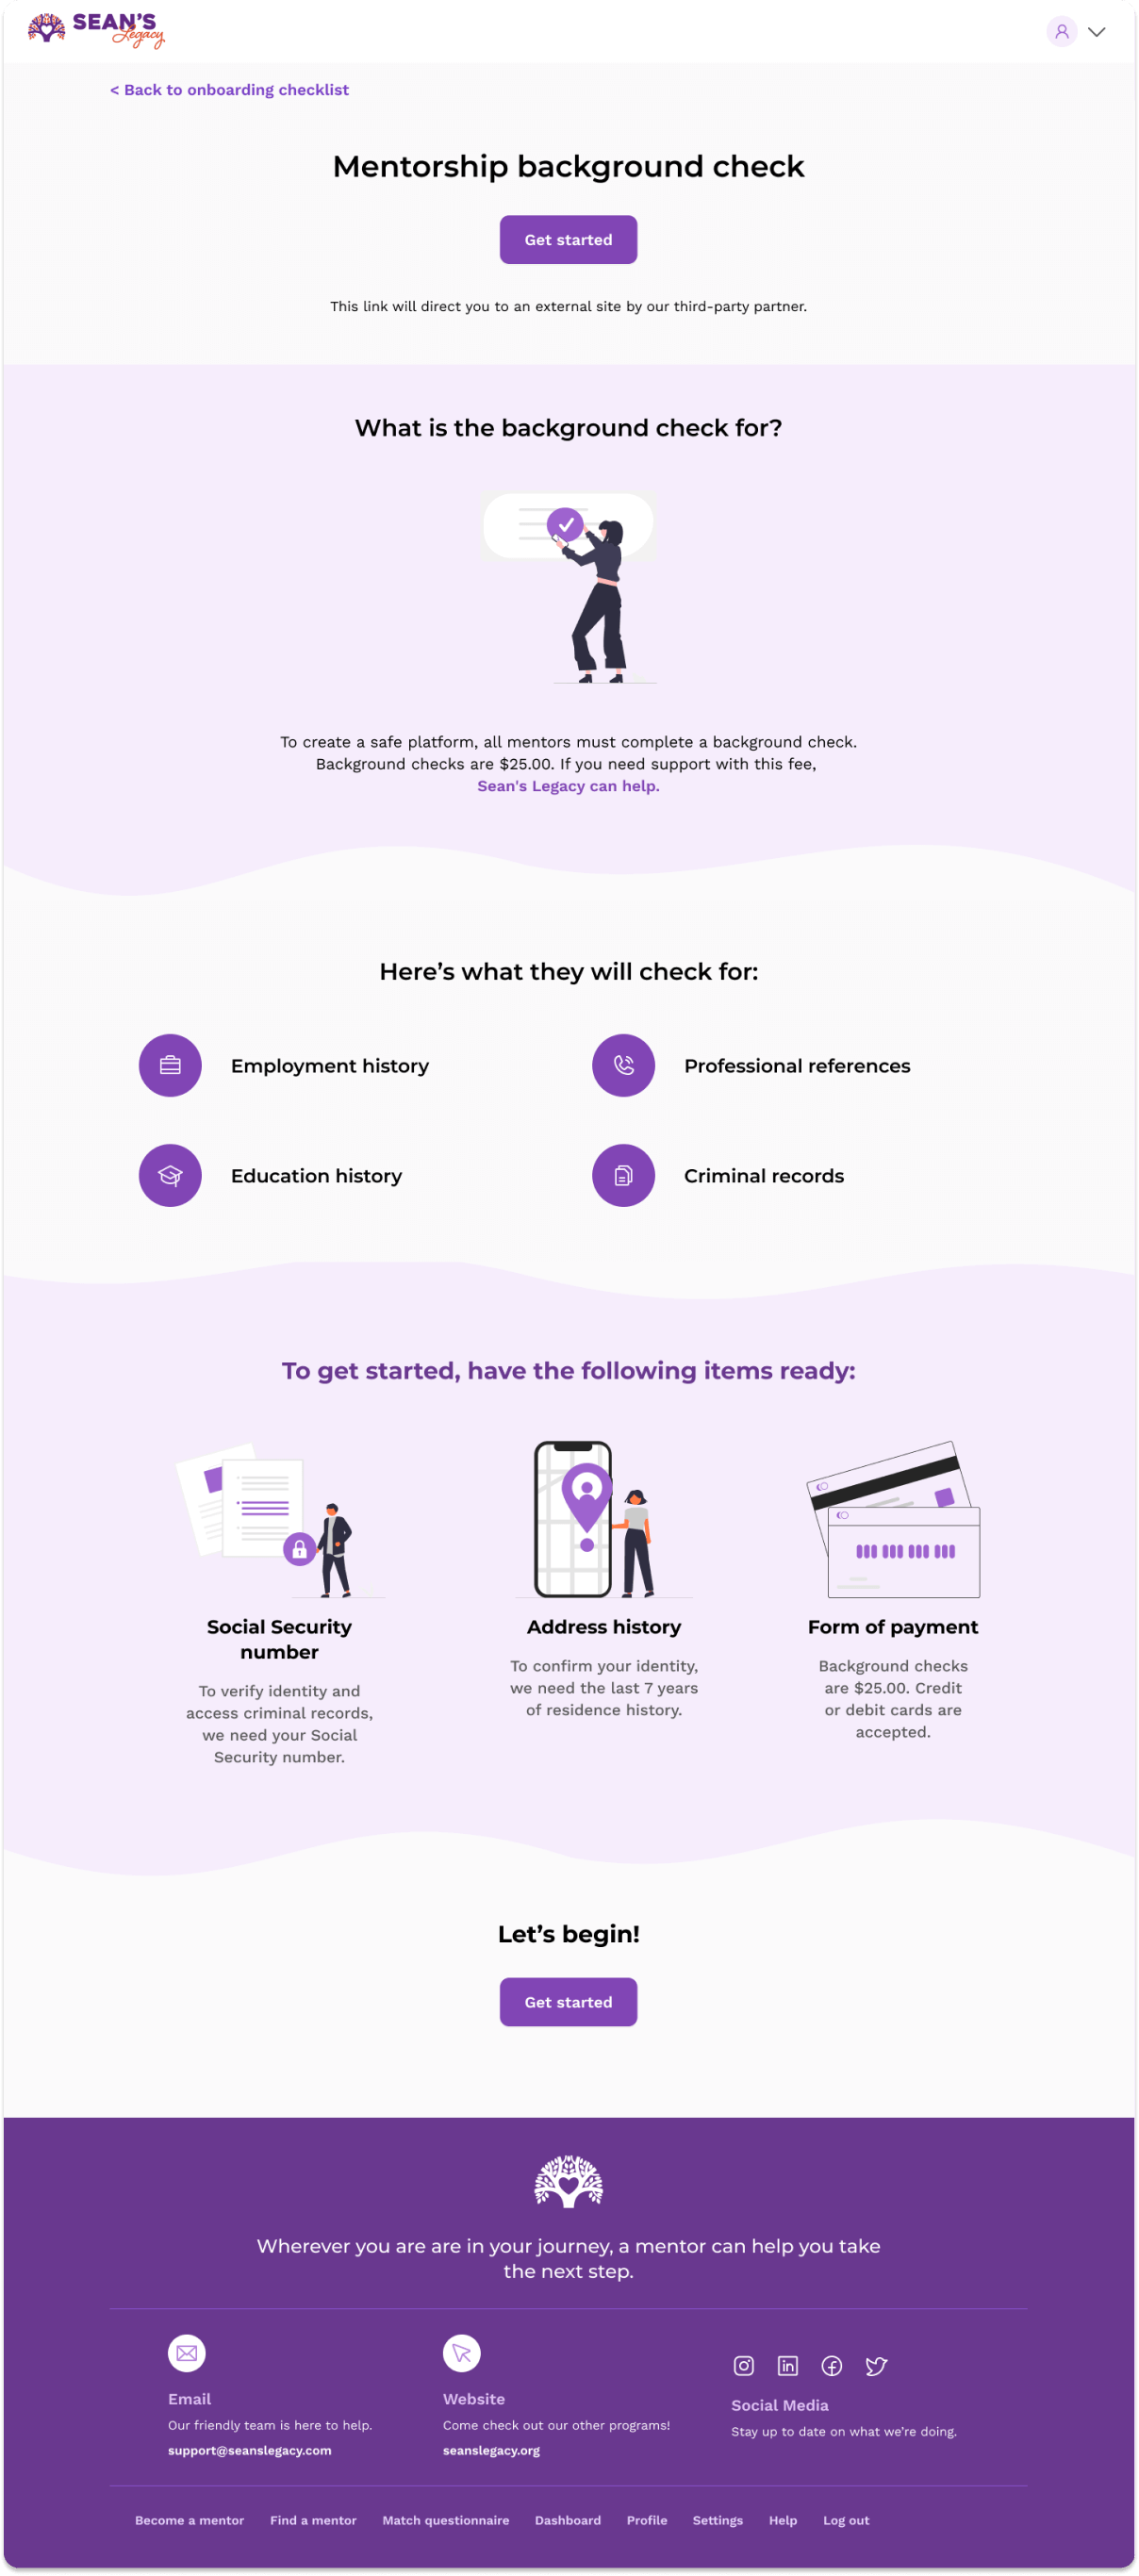 SEAN'S
Legacy
< Back to onboarding checklist
Mentorship background check
Get started
This link will direct you to an external site by our third-party partner.
What is the background check for?
To create a safe platform, all mentors must complete a background check.
Background checks are $25.00. If you need support with this fee,
Sean's Legacy can help.
Here’s what they will check for:
Employment history
Professional references
Education history
Criminal records
To get started, have the following items ready:
Social Security
number
To verify identity and
access criminal records,
we need your Social
Security number.
Address history
To confirm your identity,
we need the last 7 years
of residence history.
Form of payment
Background checks
are $25.00. Credit
or debit cards are
accepted.
Let’s begin!
Get started
Wherever you are are in your journey, a mentor can help you take
the next step.
Email
Our friendly team is here to help.
support@seanslegacy.com
Website
Come check out our other programs!
seanslegacy.org
Social Media
Stay up to date on what we’re doing.
Become a mentor Find a mentor Match questionnaire Dashboard Profile Settings Help Log out